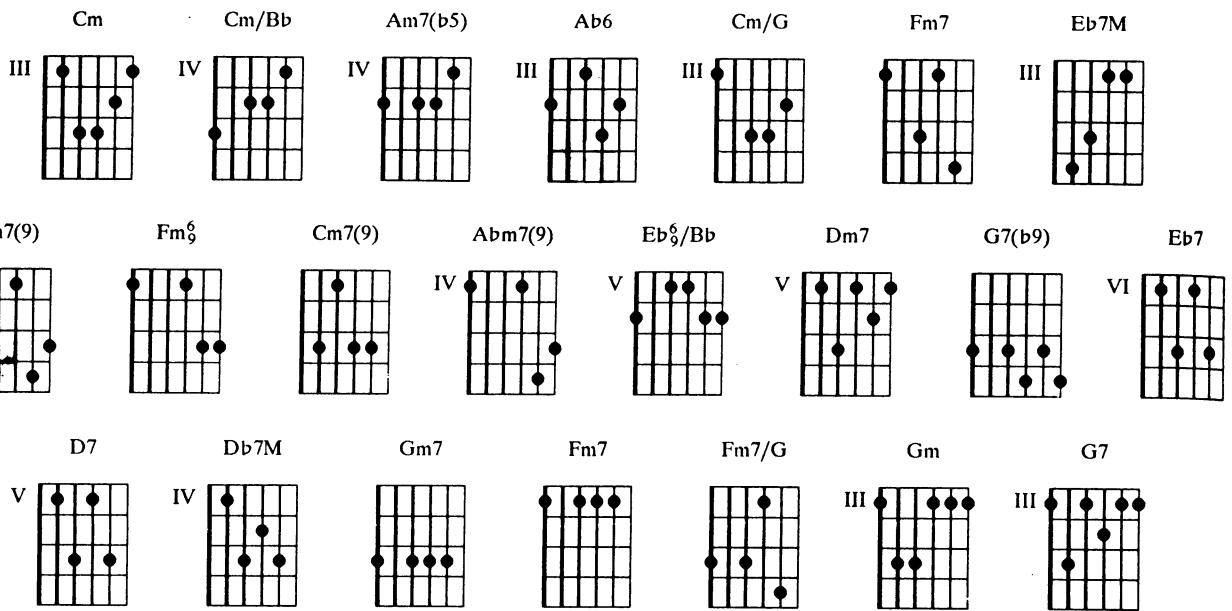 Cm Cm/Bb Am7(b5) Ab6 Cm/G Fm7 Eb7M
III IV IV III III III
m7(9) Fm6/9 Cm7(9) Abm7(9) Eb6/9/Bb Dm7 G7(b9) Eb7
IV V V VI
D7 Db7M Gm7 Fm7 Fm7/G Gm G7
V IV III III